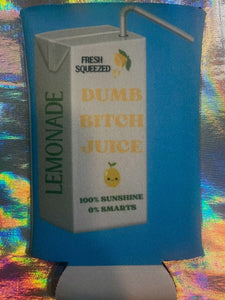 FRESH
SQUEEZED
LEMONADE
DUMB
BITCH
JUICE
100% SUNSHINE
0% SMARTS